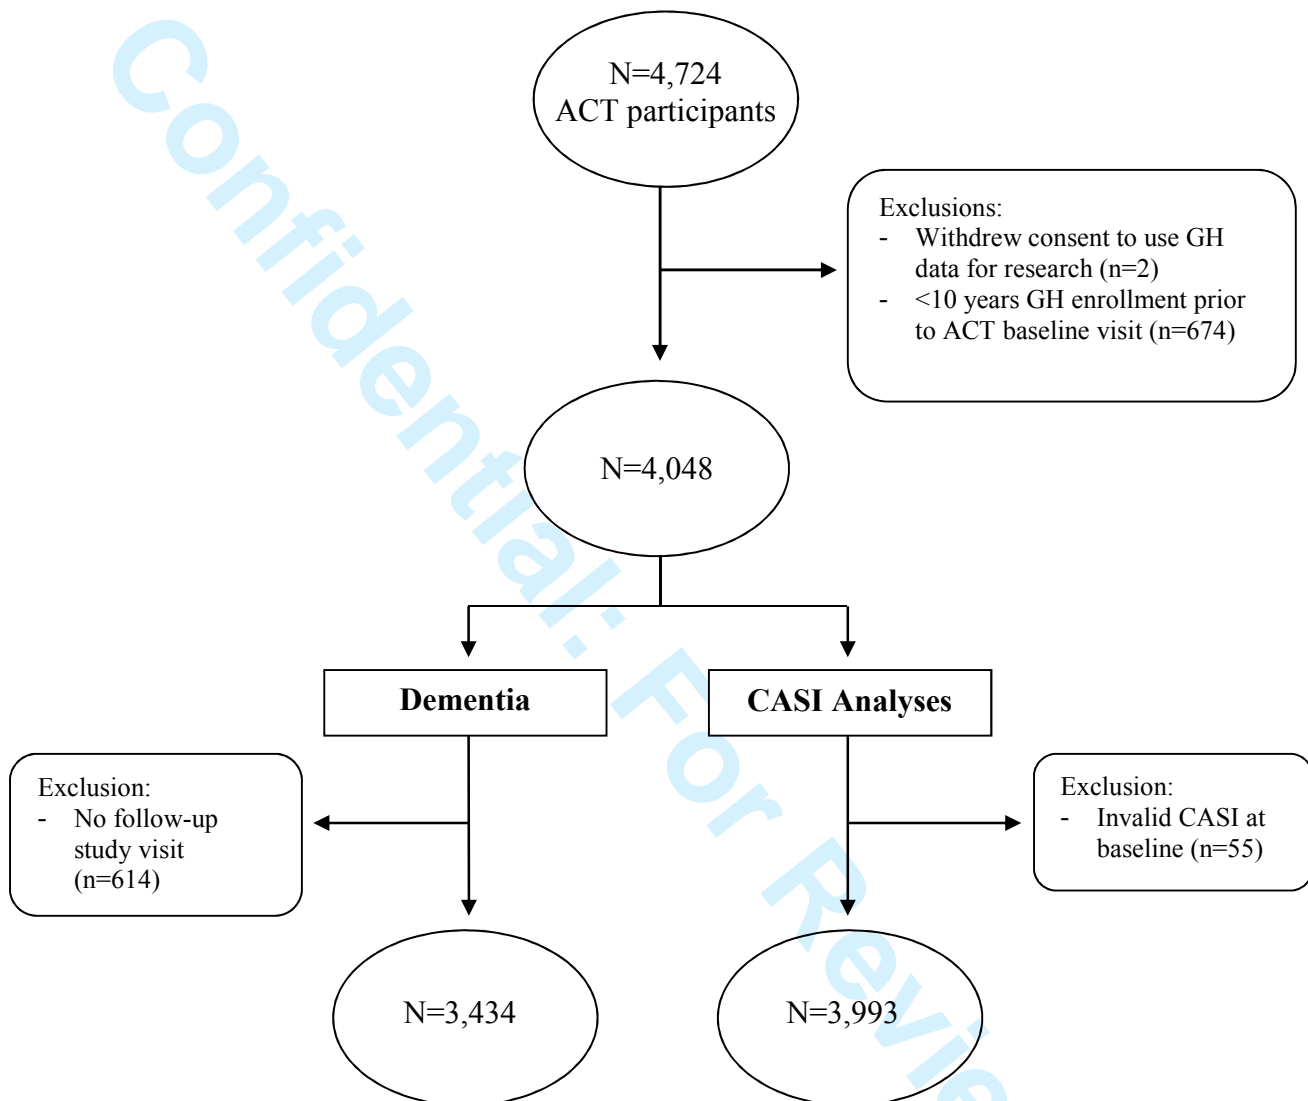 N=4,724
ACT participants
Exclusions:
- Withdrew consent to use GH
data for research (n=2)
- <10 years GH enrollment prior
to ACT baseline visit (n=674)
N=4,048
Dementia
CASI Analyses
Exclusion:
- No follow-up
study visit
(n=614)
Exclusion:
- Invalid CASI at
baseline (n=55)
N=3,434
N=3,993
Confidential: For Review